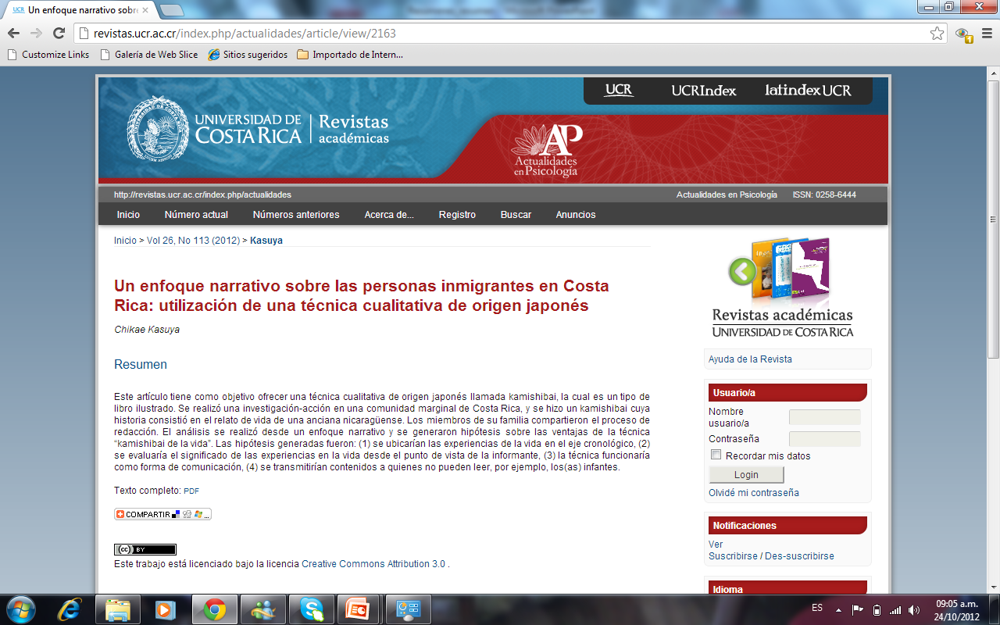 Un enfoque narrativo sobre
revistas.ucr.ac.cr/index.php/actualidades/article/view/2163
Customize Links
Galería de Web Slice
Sitios sugeridos
Importado de Intern...
UCR
UCRIndex
latindex UCR
UNIVERSIDAD DE
COSTA RICA
Revistas
académicas
AP
Actualidades
en Psicología
http://revistas.ucr.ac.cr/index.php/actualidades
Actualidades en Psicología
ISSN: 0258-6444
Inicio
Número actual
Números anteriores
Acerca de...
Registro
Buscar
Anuncios
Inicio > Vol 26, No 113 (2012) > Kasuya
Un enfoque narrativo sobre las personas inmigrantes en Costa
Rica: utilización de una técnica cualitativa de origen japonés
Chikae Kasuya
Resumen
Este artículo tiene como objetivo ofrecer una técnica cualitativa de origen japonés llamada kamishibai, la cual es un tipo de
libro ilustrado. Se realizó una investigación-acción en una comunidad marginal de Costa Rica, y se hizo un kamishibai cuya
historia consistió en el relato de vida de una anciana nicaragüense. Los miembros de su familia compartieron el proceso de
redacción. El análisis se realizó desde un enfoque narrativo y se generaron hipótesis sobre las ventajas de la técnica
“kamishibai de la vida”. Las hipótesis generadas fueron: (1) se ubicarían las experiencias de la vida en el eje cronológico, (2)
se evaluaría el significado de las experiencias en la vida desde el punto de vista de la informante, (3) la técnica funcionaría
como forma de comunicación, (4) se transmitirían contenidos a quienes no pueden leer, por ejemplo, los(as) infantes.
Texto completo: PDF
COMPARTIR
(cc) BY
Este trabajo está licenciado bajo la licencia Creative Commons Attribution 3.0 .
Revistas académicas
UNIVERSIDAD DE COSTA RICA
Ayuda de la Revista
Usuario/a
Nombre
usuario/a
Contraseña
Recordar mis datos
Login
Olvidé mi contraseña
Notificaciones
Ver
Suscribirse / Des-suscribirse
Idioma
ES
09:05 a.m.
24/10/2012